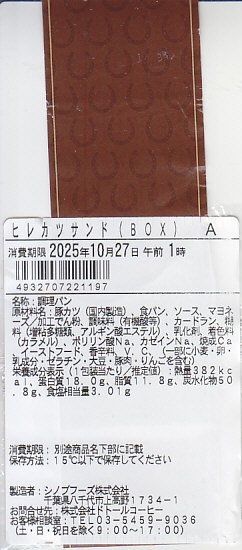 ヒレカツサンド(BOX) A
消費期限 2025年10月27日 午前 1時
4932707221197
名称:調理パン
原材料名:豚カツ(国内製造)、食パン、ソース、マヨネ
ーズ/加工でん粉、調味料(有機酸等)、カードラン、糊料
(増粘多糖類、アルギン酸エステル)、乳化剤、着色料
(カラメル)、ポリリン酸Na、カゼインNa、焼成Ca
、イーストフード、香辛料、V.C、(一部に小麦・卵・
乳成分・ゼラチン・大豆・豚肉・りんごを含む)
栄養成分表示(1包装当たり/推定値):熱量382kc
al、蛋白質18.0g、脂質11.8g、炭水化物50
.8g、食塩相当量3.01g
消費期限:別途商品名下部に記載
保存方法:15℃以下で保存してください
製造者:シノブフーズ株式会社
千葉県八千代市上高野1734-1
お問合せ先:株式会社ドトールコーヒー
お客様相談室:TEL03-5459-9036
(土・日・祝日を除く9:00~17:00)